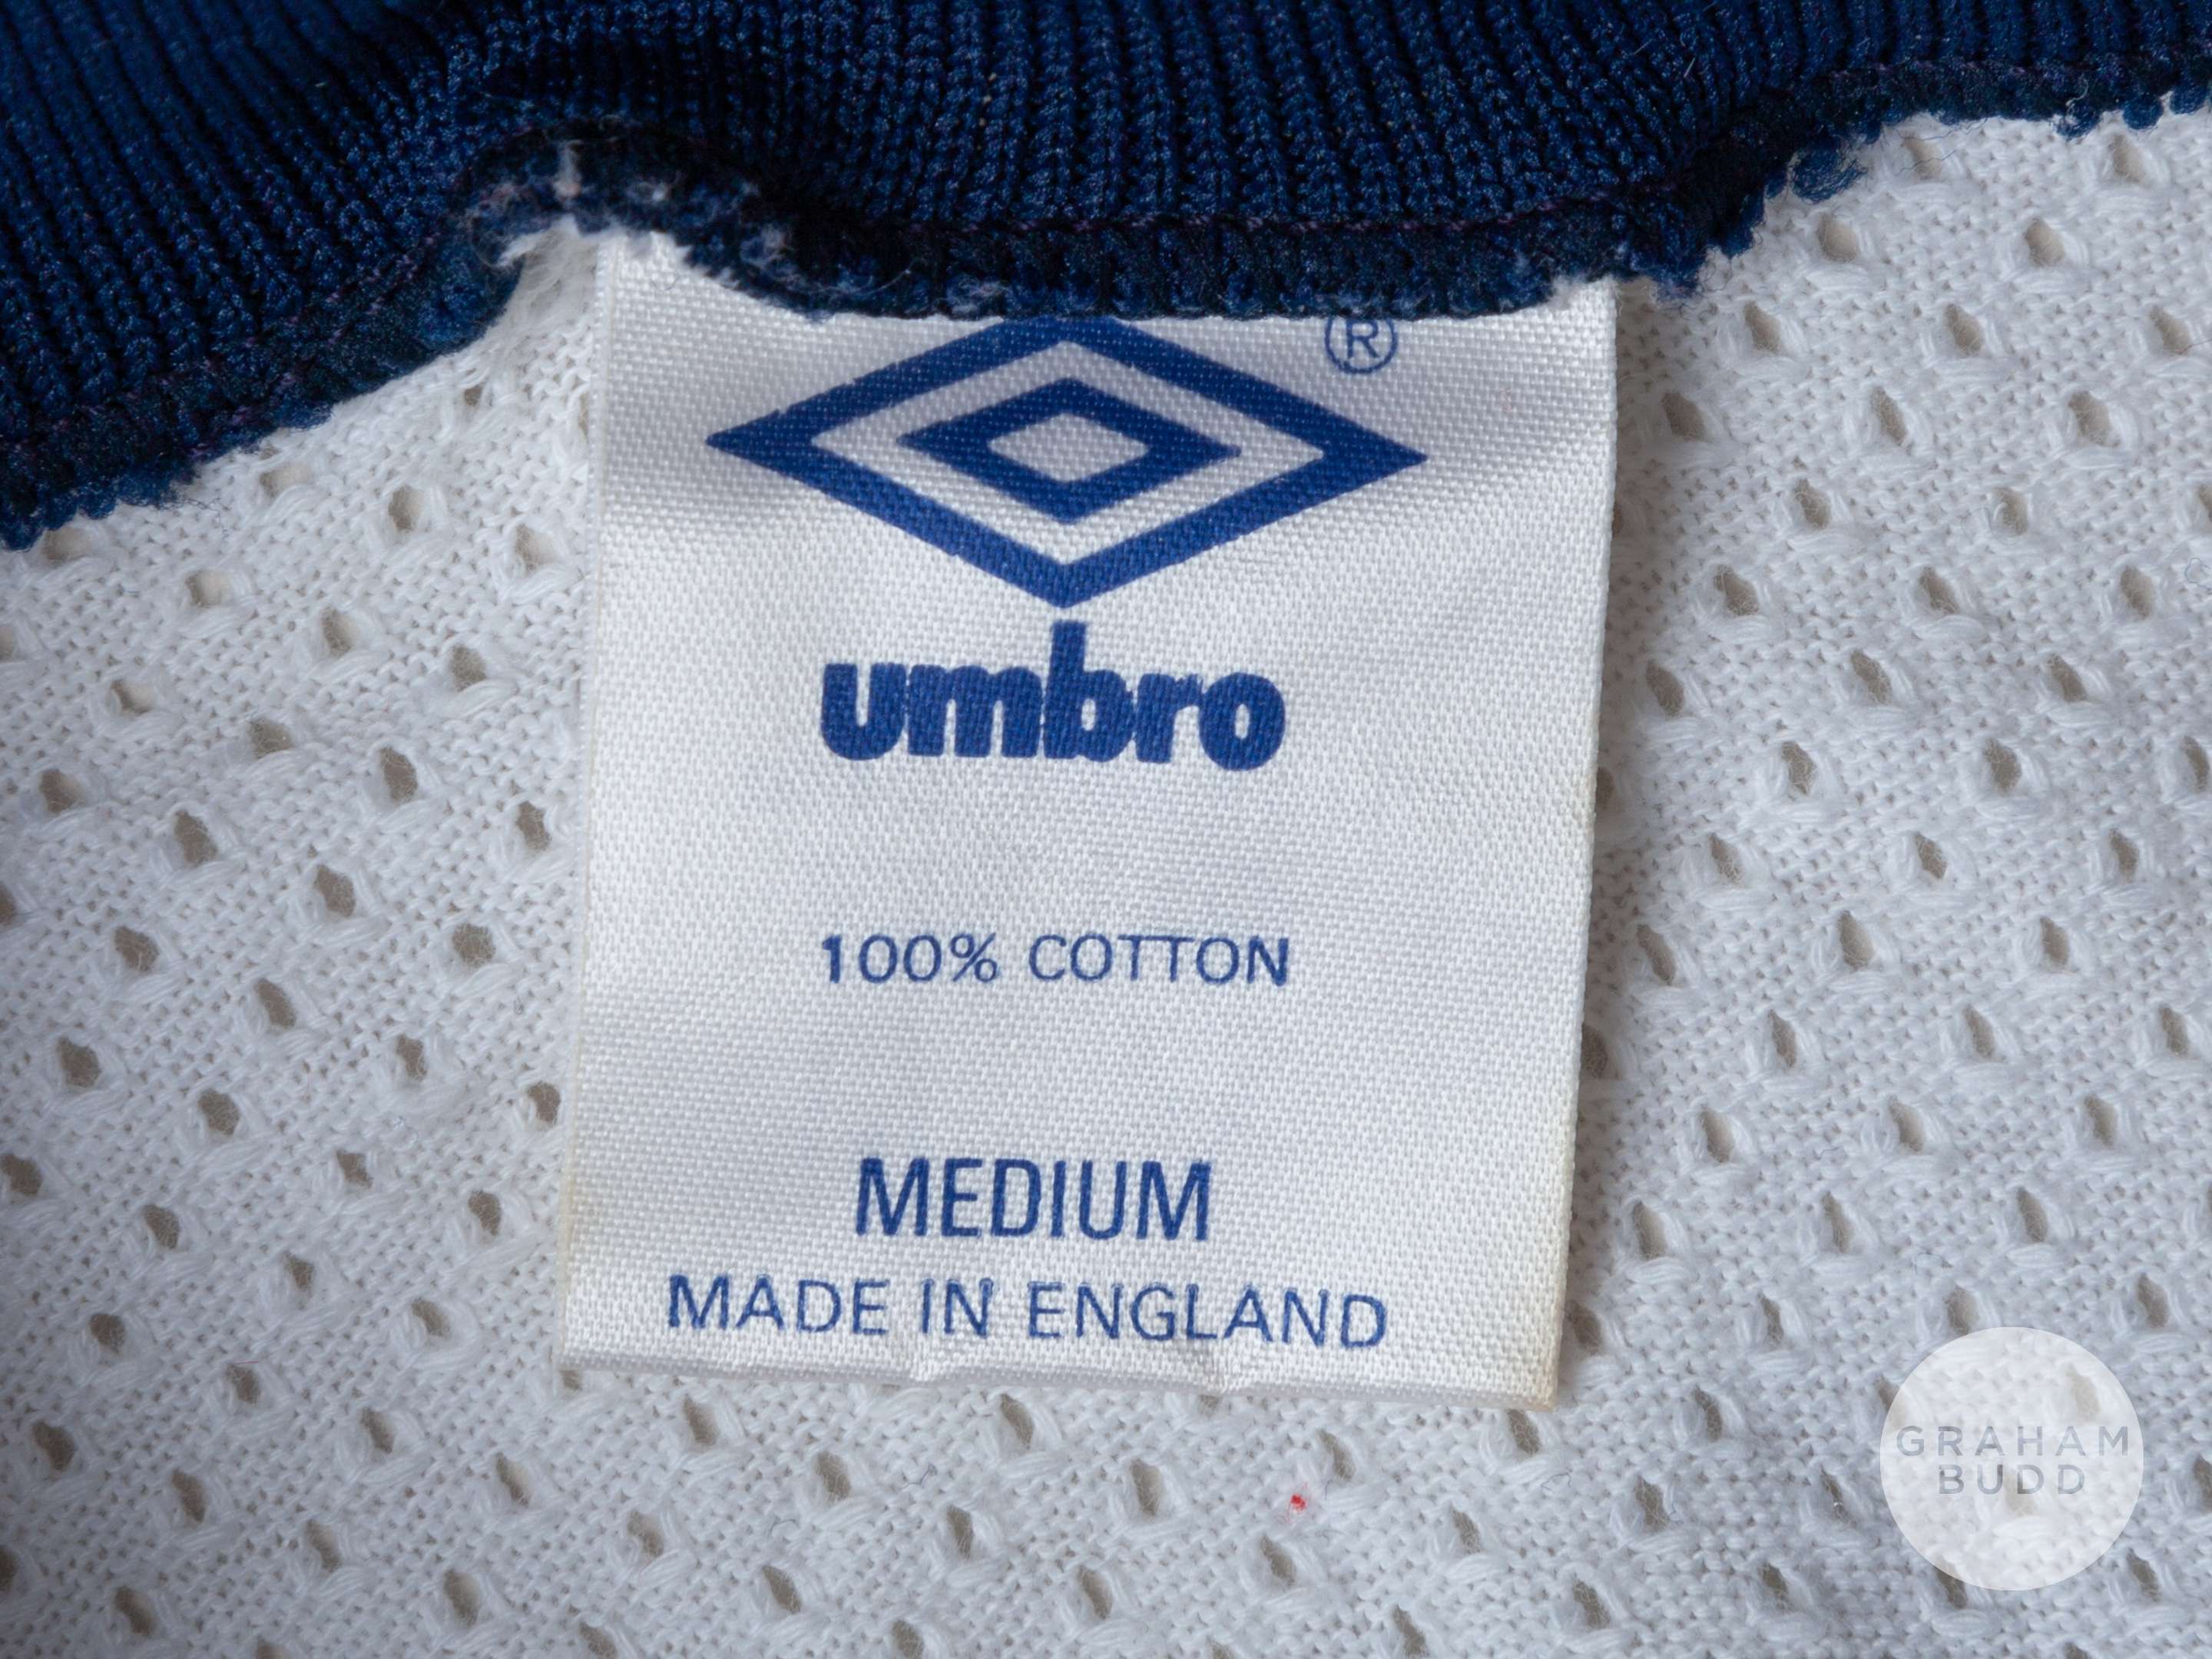 ®
umbro
100% COTTON
MEDIUM
MADE IN ENGLAND
GRAHAM
BUDD